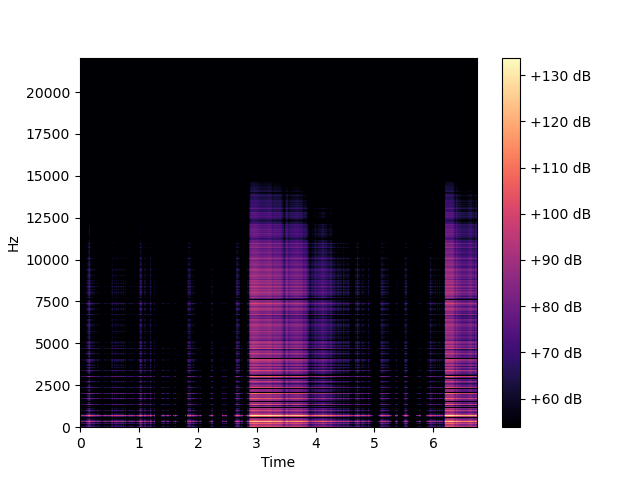 20000
17500
15000
12500
10000
7500
5000
2500
0
Hz
0 1 2 3 4 5 6
Time
+130 dB
+120 dB
+110 dB
+100 dB
+90 dB
+80 dB
+70 dB
+60 dB